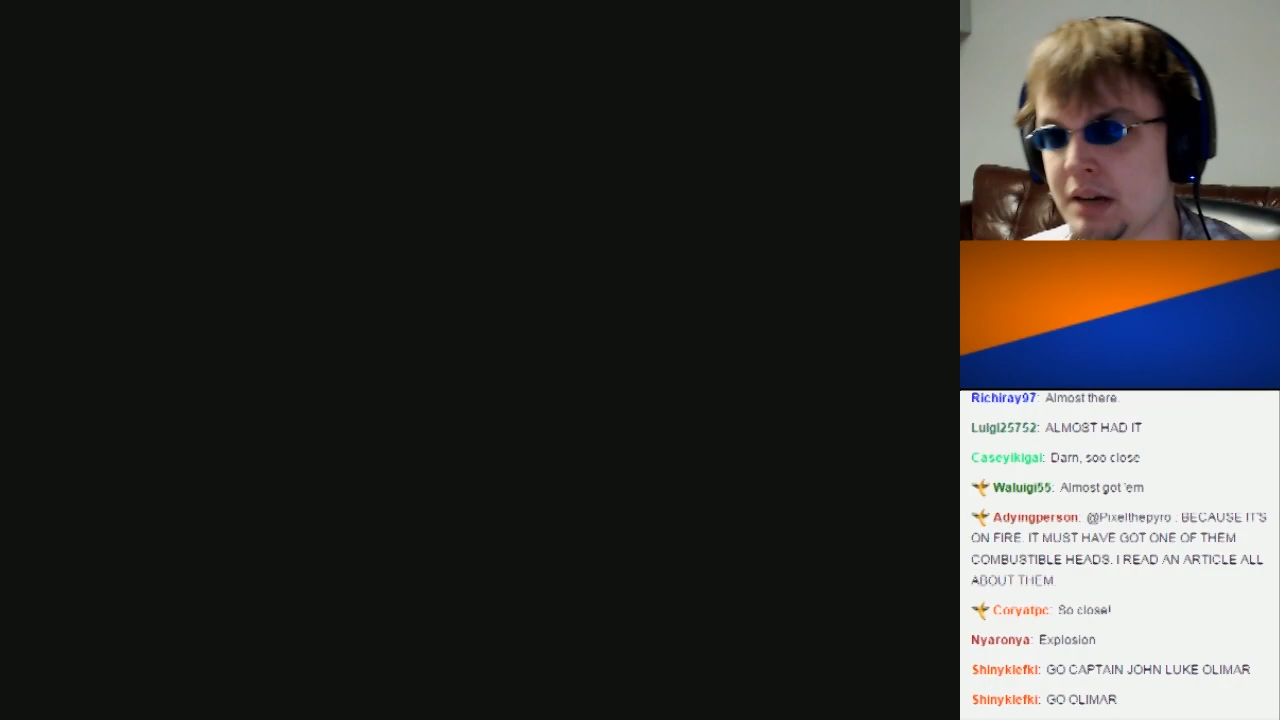 Richiray97: Almost there.
Luigi25752: ALMOST HAD IT
Caseyikigai: Darn, soo close
Waluigi55: Almost got 'em
Adyingperson: @Pixelthepyro : BECAUSE IT'S
ON FIRE. IT MUST HAVE GOT ONE OF THEM
COMBUSTIBLE HEADS. I READ AN ARTICLE ALL
ABOUT THEM.
Coryatpc: So close!
Nyaronya: Explosion
Shinyklefki: GO CAPTAIN JOHN LUKE OLIMAR
Shinyklefki: GO OLIMAR